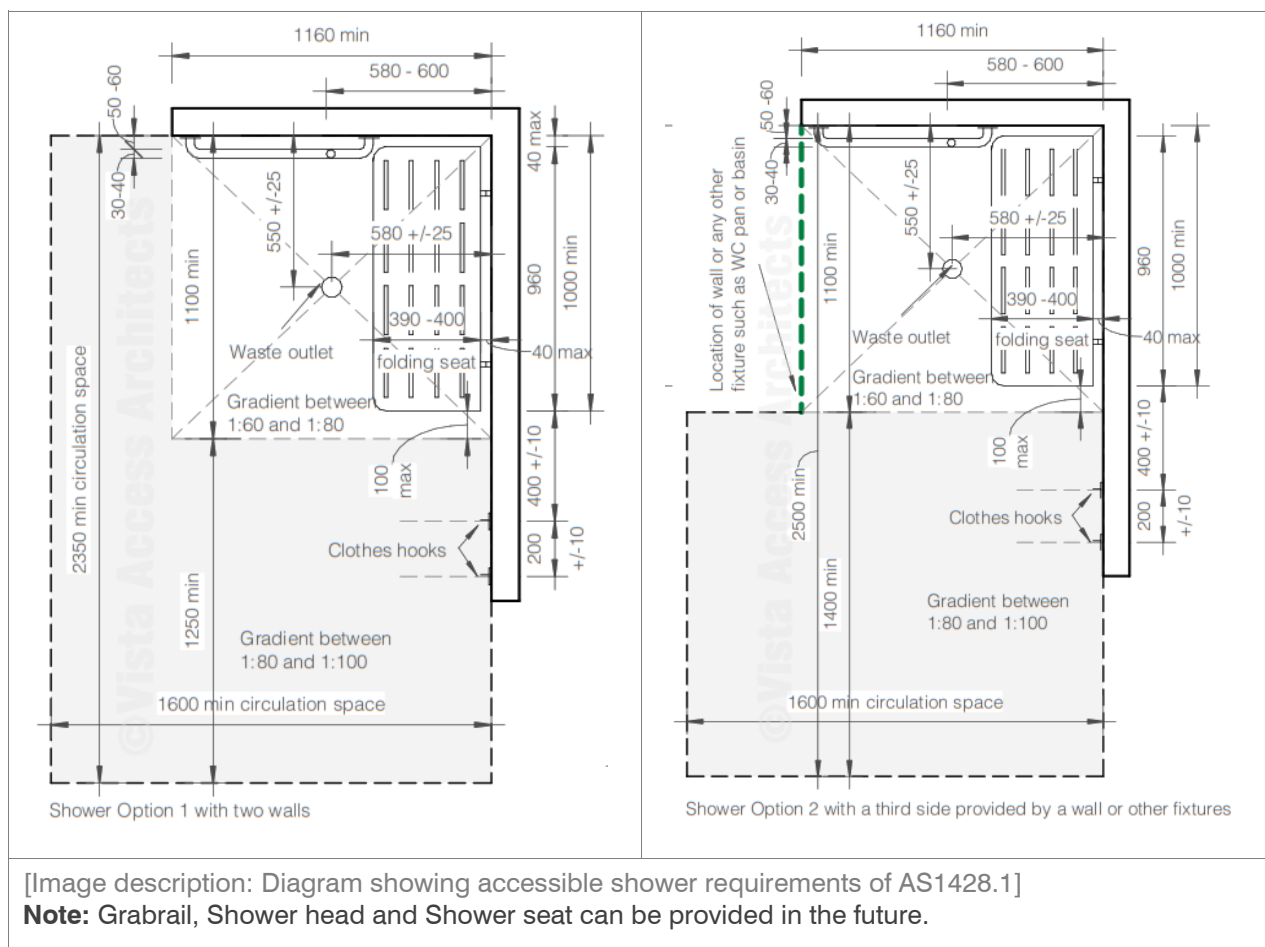 1160 min
580 - 600
50 -60
30-40
40 max
550 +/-25
580 +/-25
1100 min
960
1000 min
390 -400
Waste outlet
folding seat
40 max
Gradient between
1:60 and 1:80
2350 min circulation space
100
max
400 +/-10
Clothes hooks
200
+/-10
1250 min
Gradient between
1:80 and 1:100
1600 min circulation space
©Vista Access Architects
Shower Option 1 with two walls
1160 min
580 - 600
50 -60
30-40
Location of wall or any other
fixture such as WC pan or basin
550 +/-25
580 +/-25
1100 min
960
1000 min
390 -400
Waste outlet
folding seat
40 max
Gradient between
1:60 and 1:80
100
max
400 +/-10
2500 min
Clothes hooks
200
+/-10
1400 min
Gradient between
1:80 and 1:100
1600 min circulation space
©Vista Access Architects
Shower Option 2 with a third side provided by a wall or other fixtures
[Image description: Diagram showing accessible shower requirements of AS1428.1]
Note: Grabrail, Shower head and Shower seat can be provided in the future.